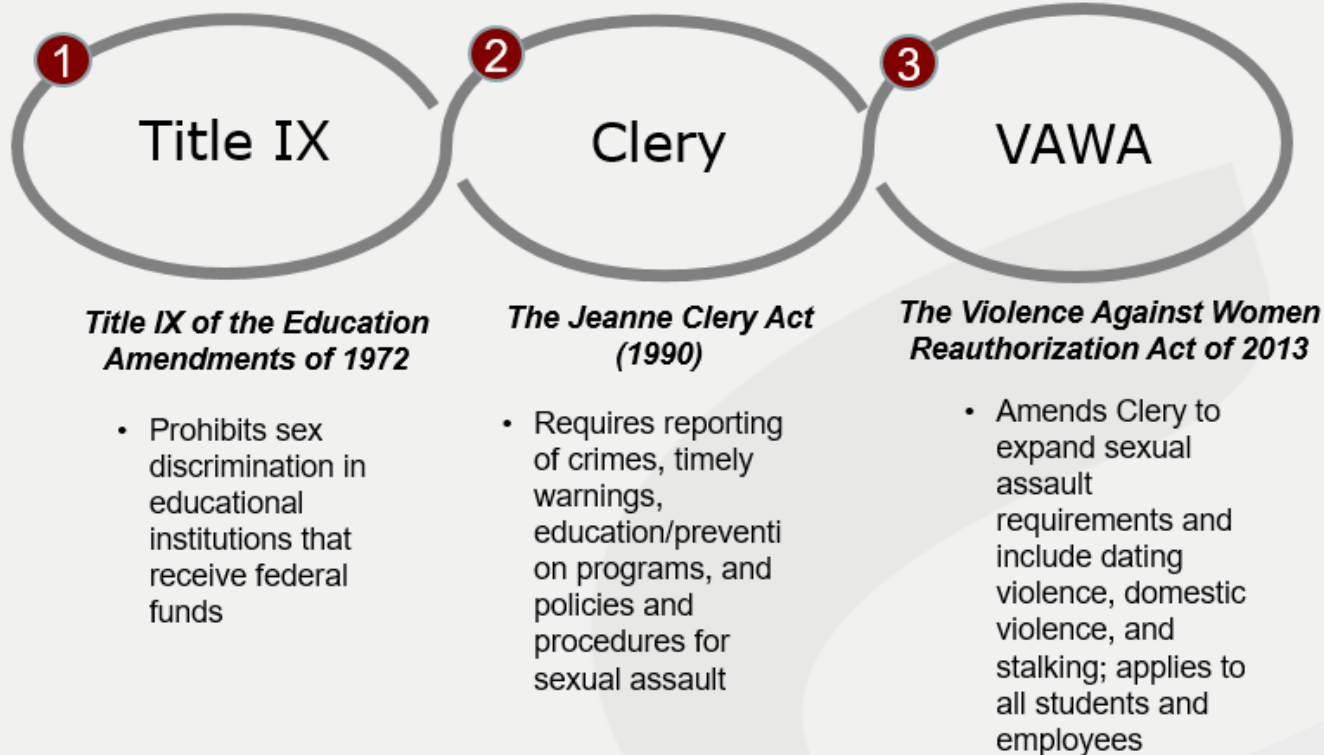 1
Title IX
Title IX of the Education
Amendments of 1972
• Prohibits sex
discrimination in
educational
institutions that
receive federal
funds
2
Clery
The Jeanne Clery Act
(1990)
• Requires reporting
of crimes, timely
warnings,
education/preventi
on programs, and
policies and
procedures for
sexual assault
3
VAWA
The Violence Against Women
Reauthorization Act of 2013
• Amends Clery to
expand sexual
assault
requirements and
include dating
violence, domestic
violence, and
stalking; applies to
all students and
employees